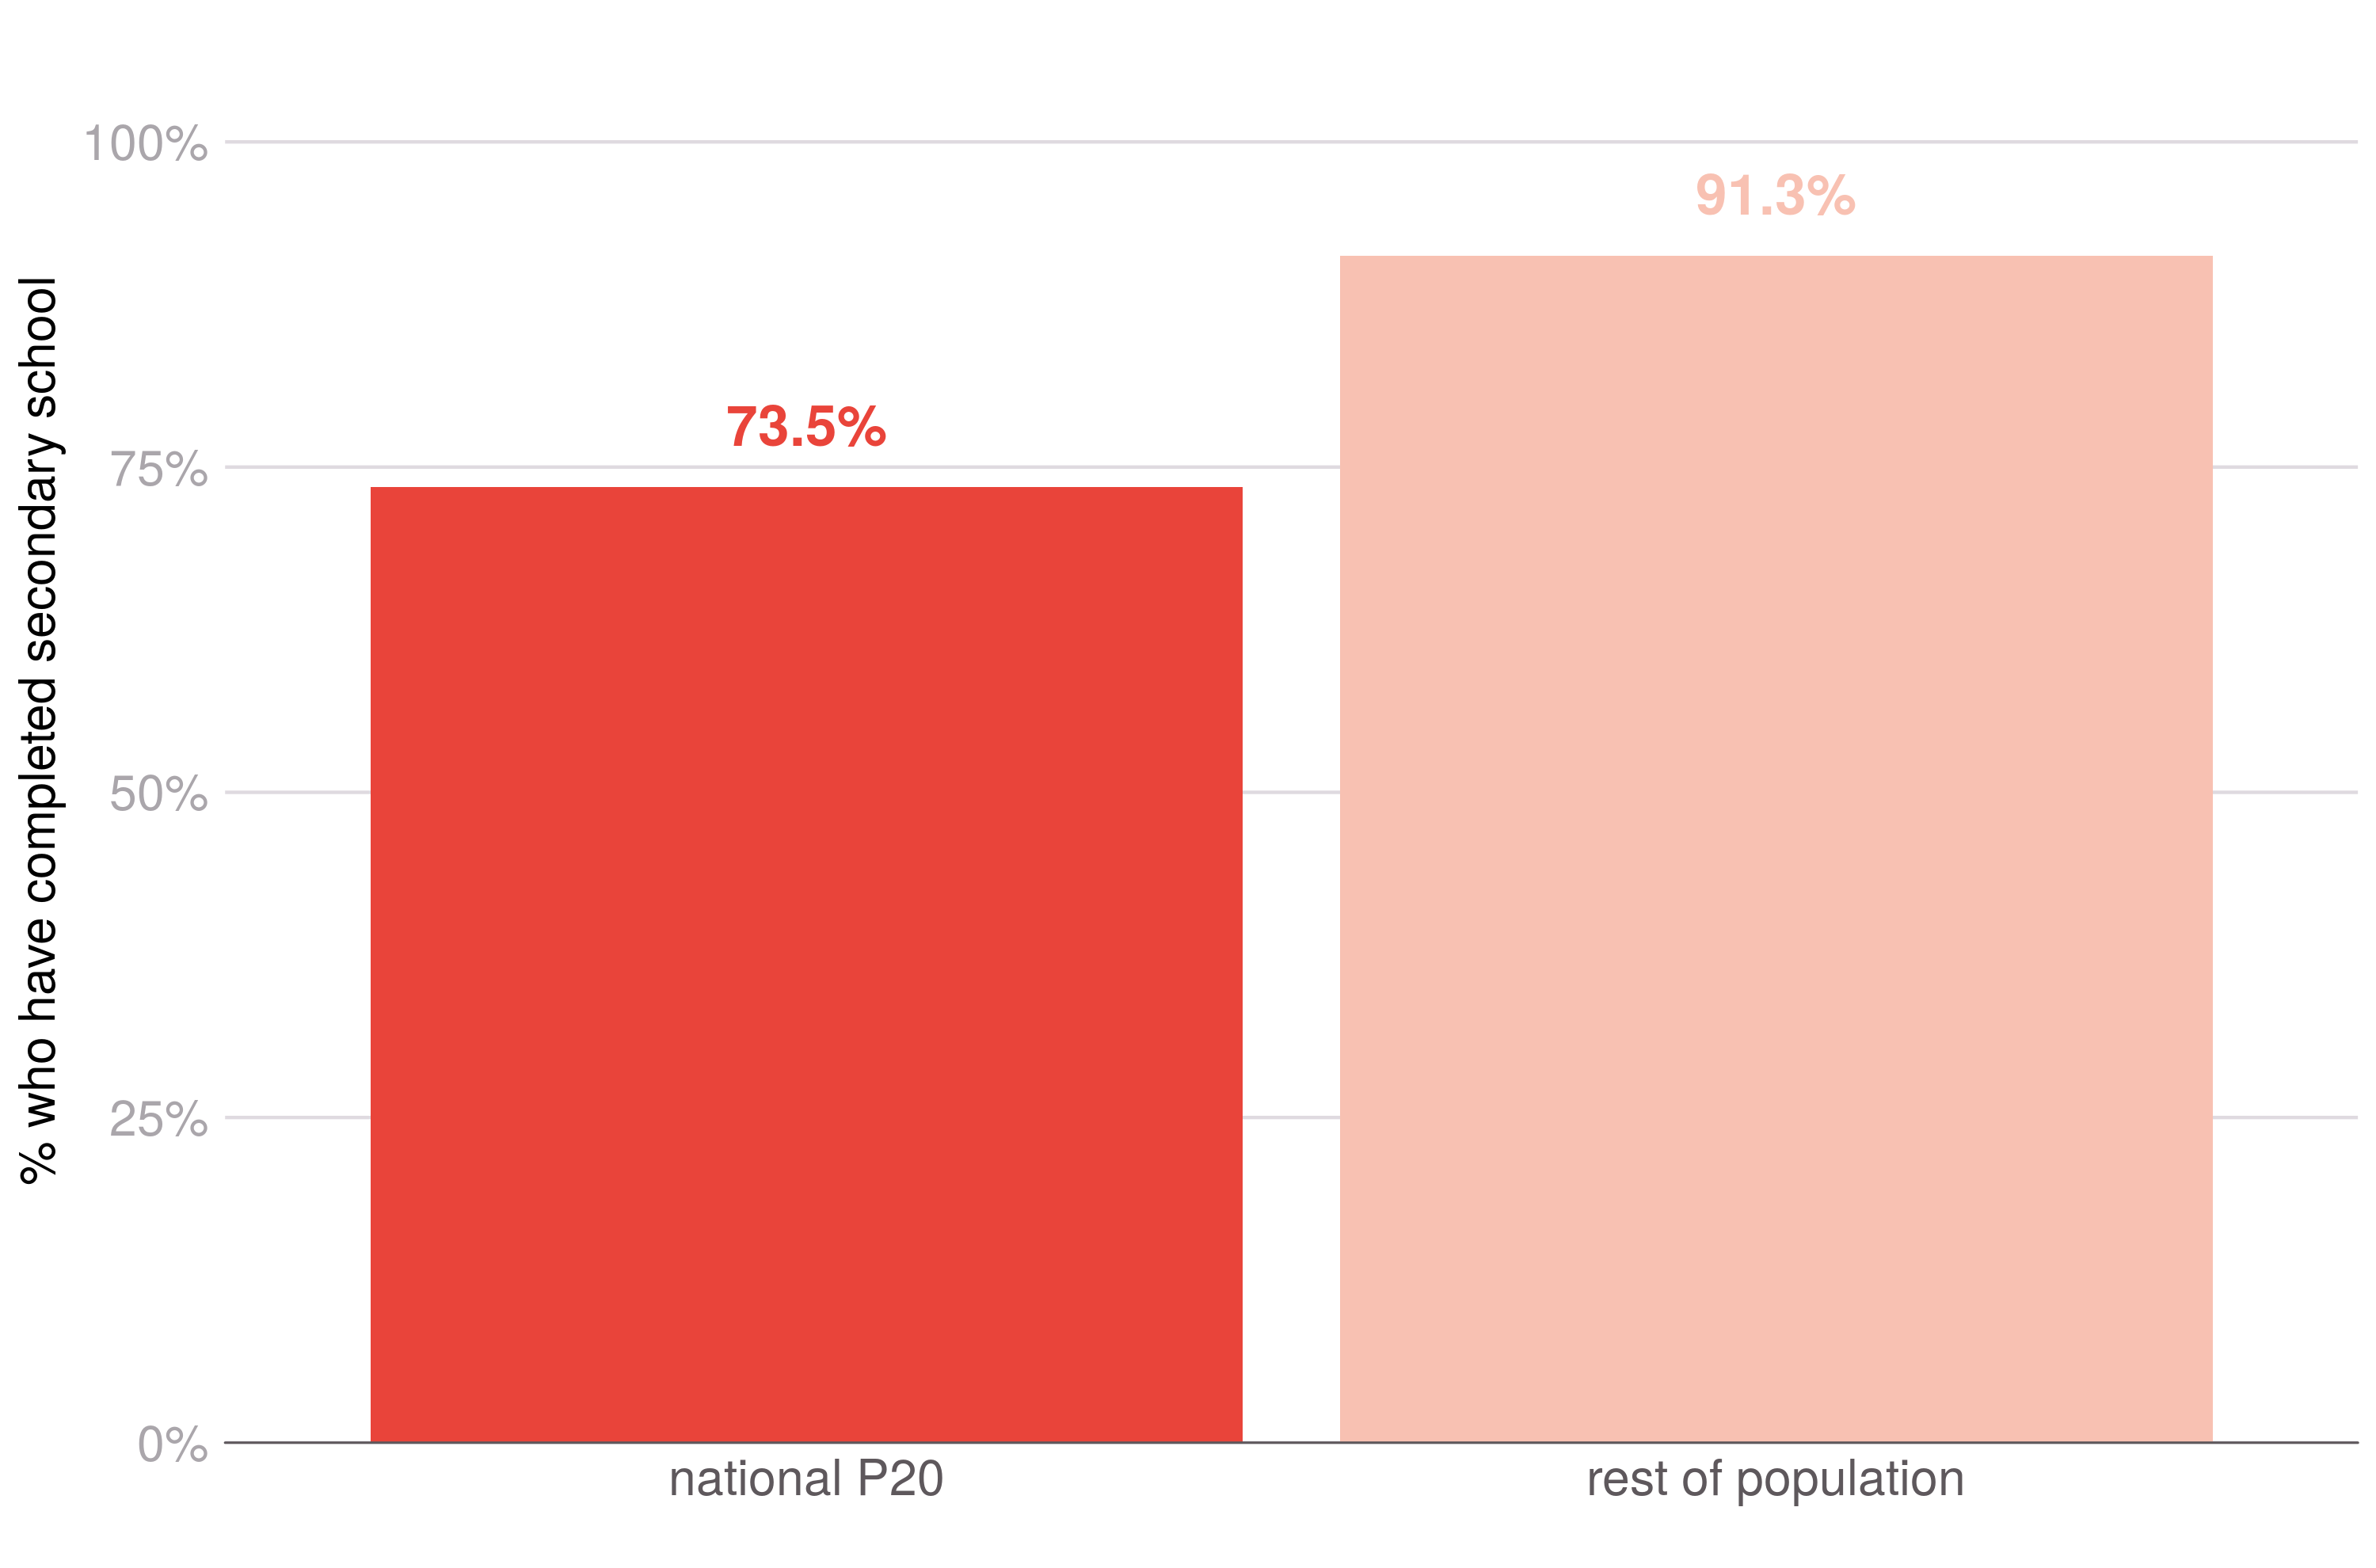 % who have completed secondary school
100%
75%
50%
25%
0%
73.5%
91.3%
national P20
rest of population